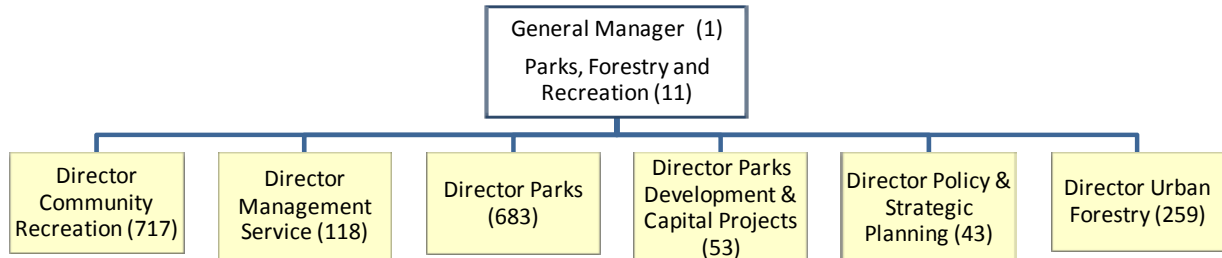 General Manager (1)
Parks, Forestry and
Recreation (11)
Director
Community
Recreation (717)
Director
Management
Service (118)
Director Parks
(683)
Director Parks
Development &
Capital Projects
(53)
Director Policy &
Strategic
Planning (43)
Director Urban
Forestry (259)